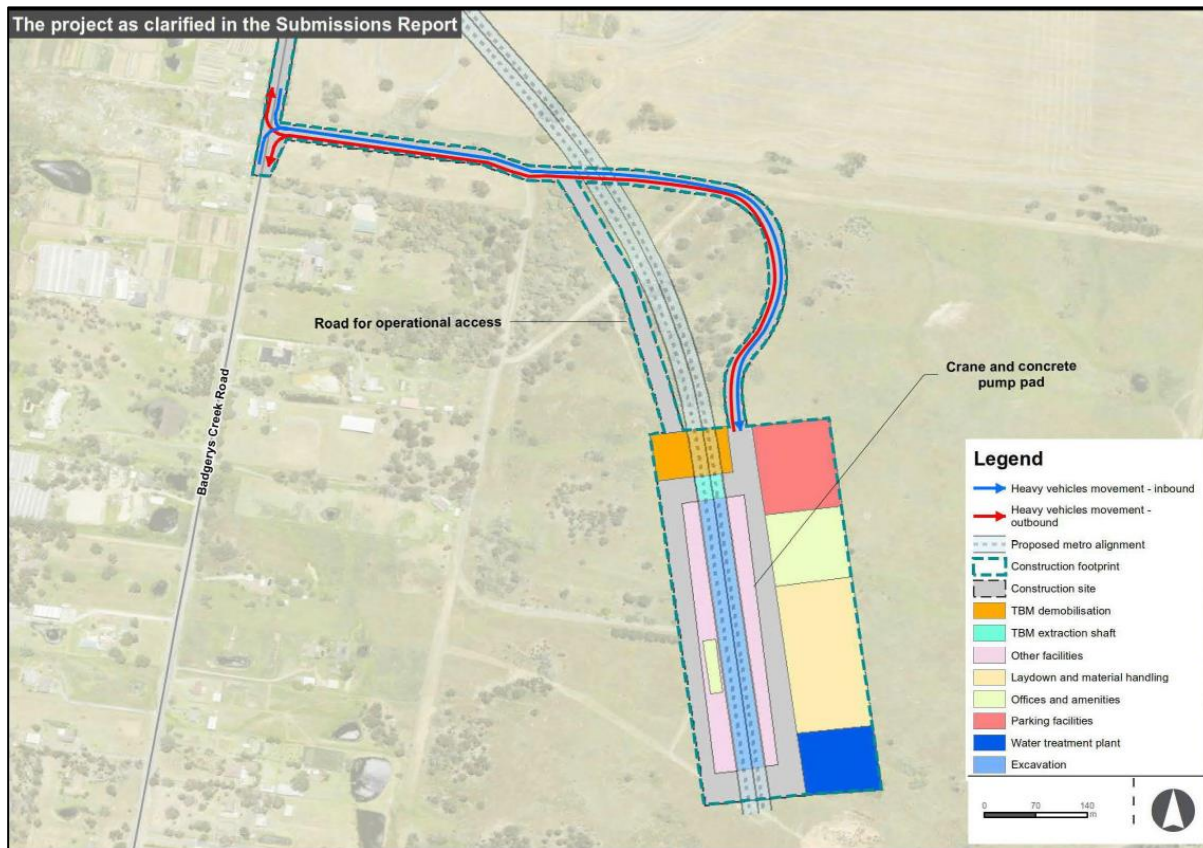 The project as clarified in the Submissions Report
Road for operational access
Crane and concrete
pump pad
Badgerys Creek Road
Legend
Heavy vehicles movement - inbound
Heavy vehicles movement -
outbound
Proposed metro alignment
Construction footprint
Construction site
TBM demobilisation
TBM extraction shaft
Other facilities
Laydown and material handling
Offices and amenities
Parking facilities
Water treatment plant
Excavation
0 70 140
m